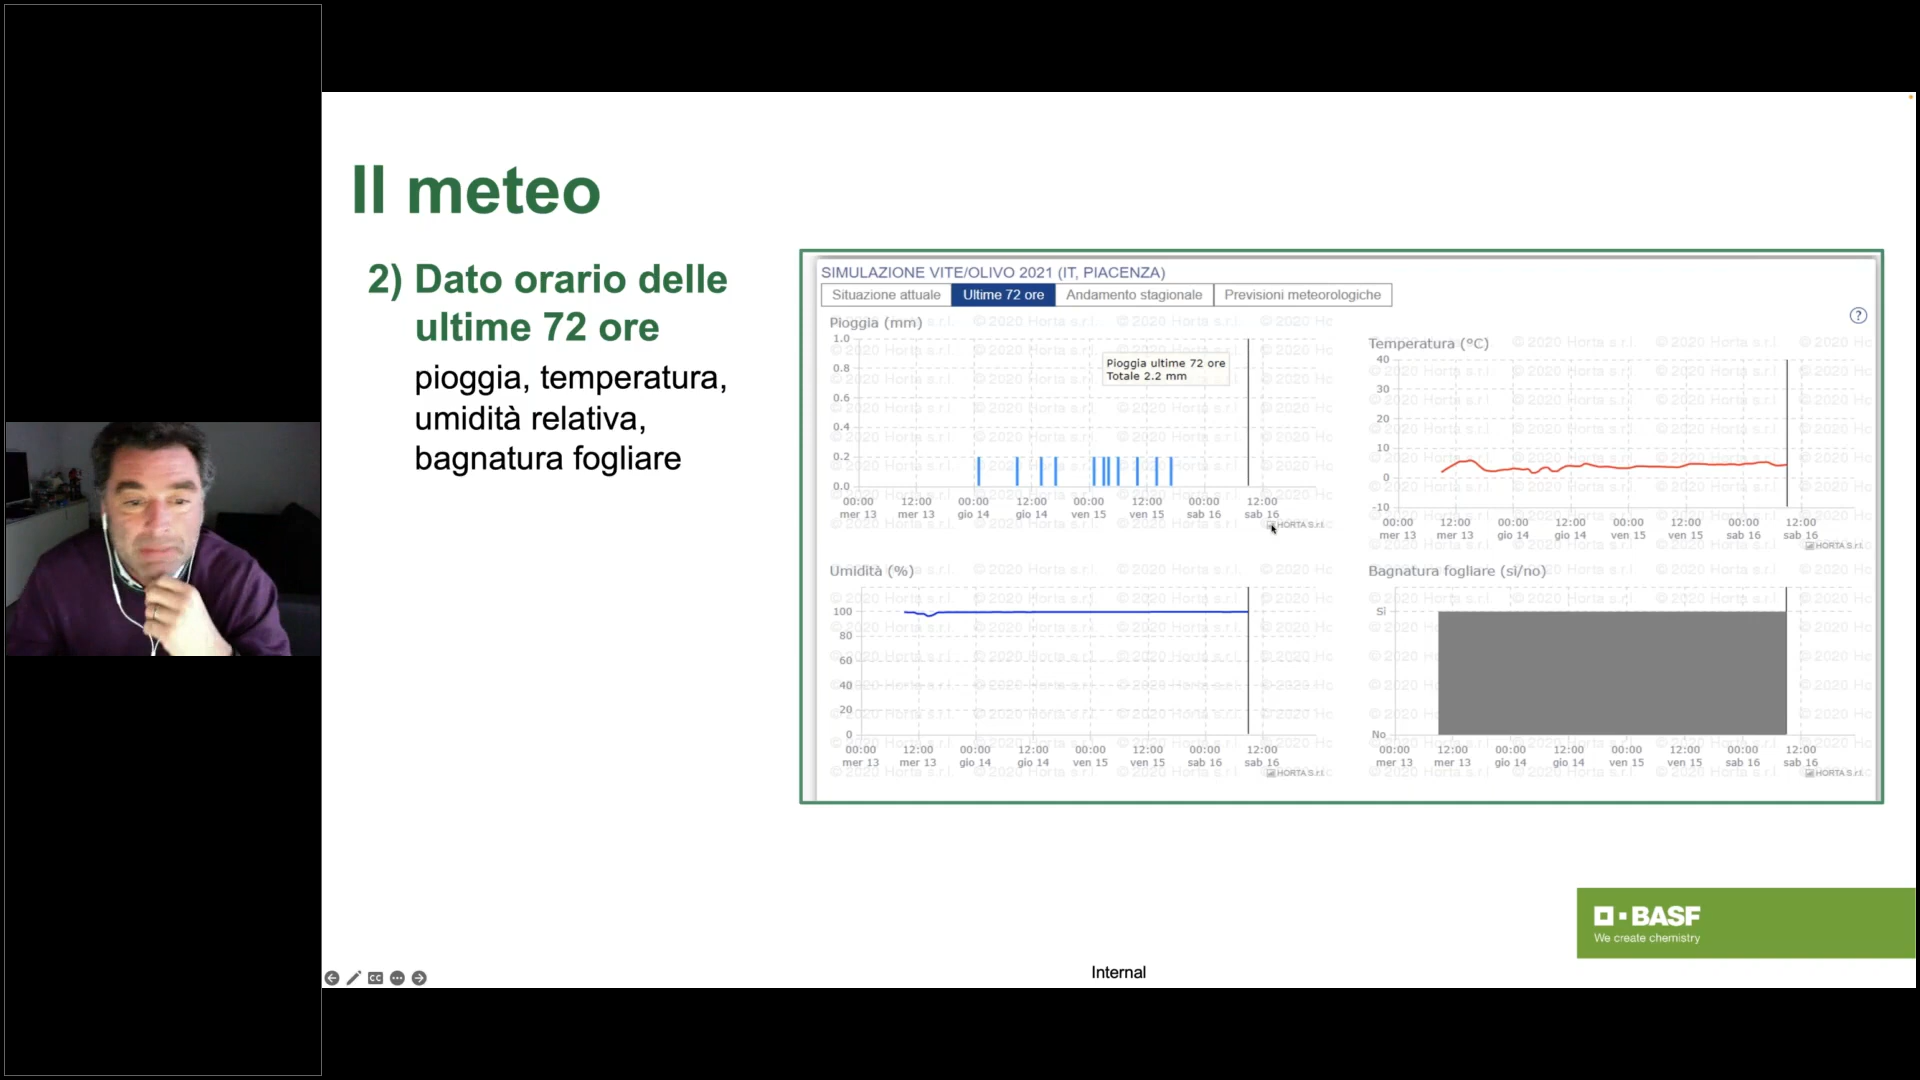 Il meteo
2) Dato orario delle
ultime 72 ore
pioggia, temperatura,
umidità relativa,
bagnatura fogliare
SIMULAZIONE VITE/OLIVO 2021 (IT, PIACENZA)
Situazione attuale Ultime 72 ore Andamento stagionale Previsioni meteorologiche
?
Pioggia (mm)
1.0
0.8
0.6
0.4
0.2
0.0
Pioggia ultime 72 ore
Totale 2.2 mm
00:00 12:00 00:00 12:00 00:00 12:00 00:00 12:00
mer 13 mer 13 gio 14 gio 14 ven 15 ven 15 sab 16 sab 16
HORTA S.r.l.
Temperatura (°C)
40
30
20
10
0
-10
00:00 12:00 00:00 12:00 00:00 12:00 00:00 12:00
mer 13 mer 13 gio 14 gio 14 ven 15 ven 15 sab 16 sab 16
HORTA S.r.l.
Umidità (%)
100
80
60
40
20
0
00:00 12:00 00:00 12:00 00:00 12:00 00:00 12:00
mer 13 mer 13 gio 14 gio 14 ven 15 ven 15 sab 16 sab 16
HORTA S.r.l.
Bagnatura fogliare (sì/no)
Sì
No
00:00 12:00 00:00 12:00 00:00 12:00 00:00 12:00
mer 13 mer 13 gio 14 gio 14 ven 15 ven 15 sab 16 sab 16
HORTA S.r.l.
© 2020 Horta s.r.l.
BASF
We create chemistry
CC
Internal